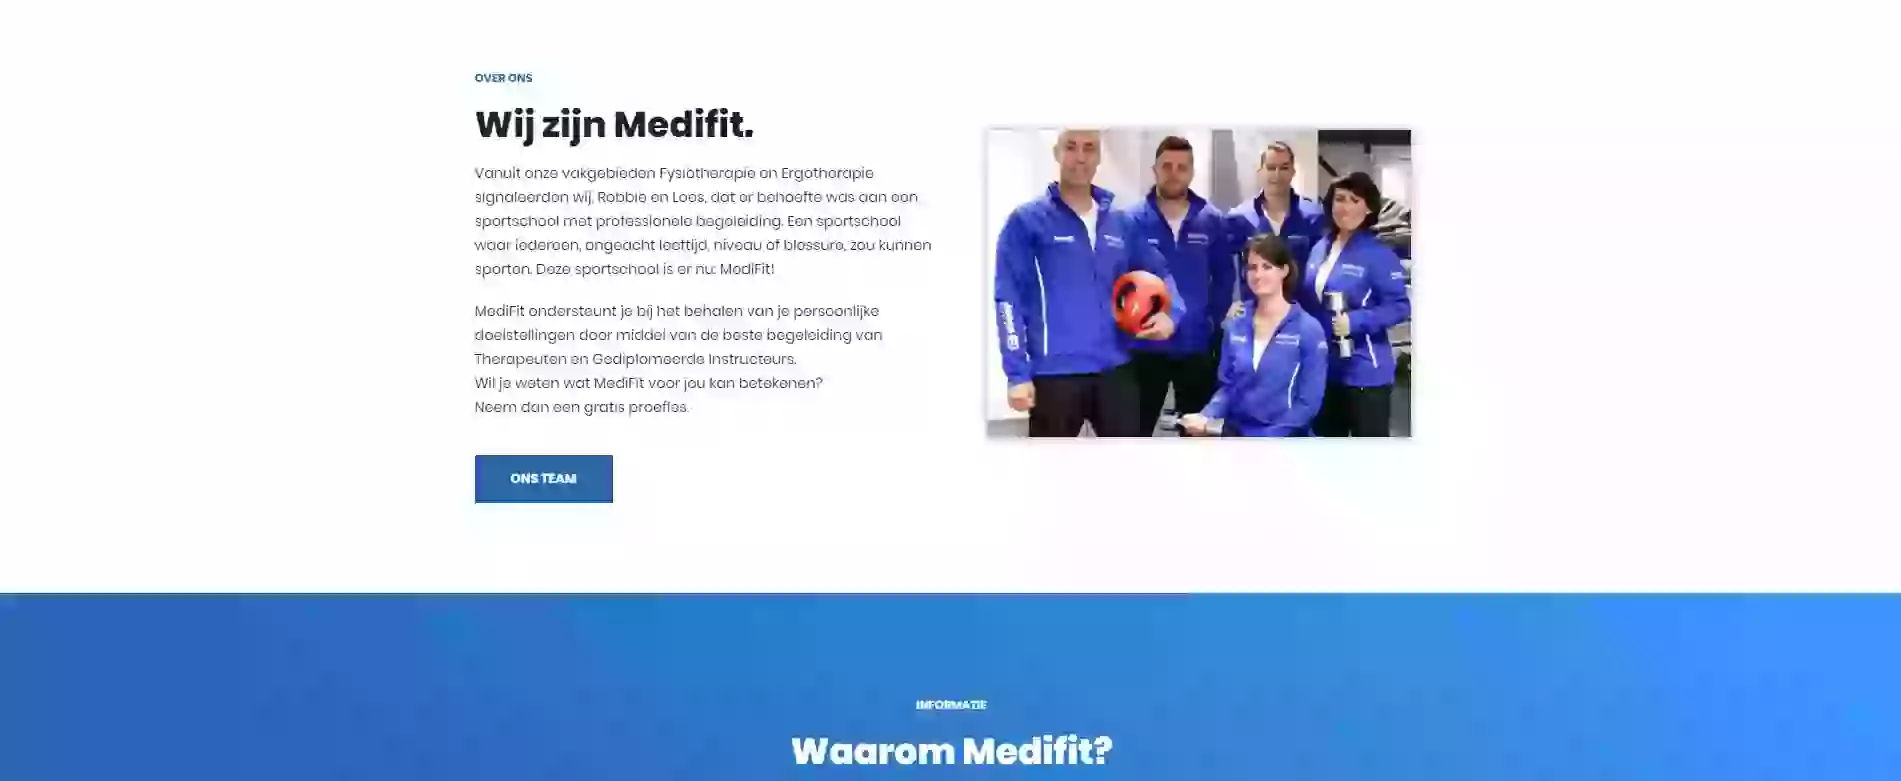 OVER ONS
Wij zijn Medifit.
Vanuit onze vakgebieden Fysiotherapie en Ergotherapie
signaleerden wij, Robbie en Loes, dat er behoefte was aan een
sportschool met professionele begeleiding. Een sportschool
waar iedereen, ongeacht leeftijd, niveau of blessure, zou kunnen
sporten. Deze sportschool is er nu: MediFit!
MediFit ondersteunt je bij het behalen van je persoonlijke
doelstellingen door middel van de beste begeleiding van
Therapeuten en Gediplomeerde Instructeurs.
Wil je weten wat MediFit voor jou kan betekenen?
Neem dan een gratis proefles.
ONS TEAM
INFORMATIE
Waarom Medifit?